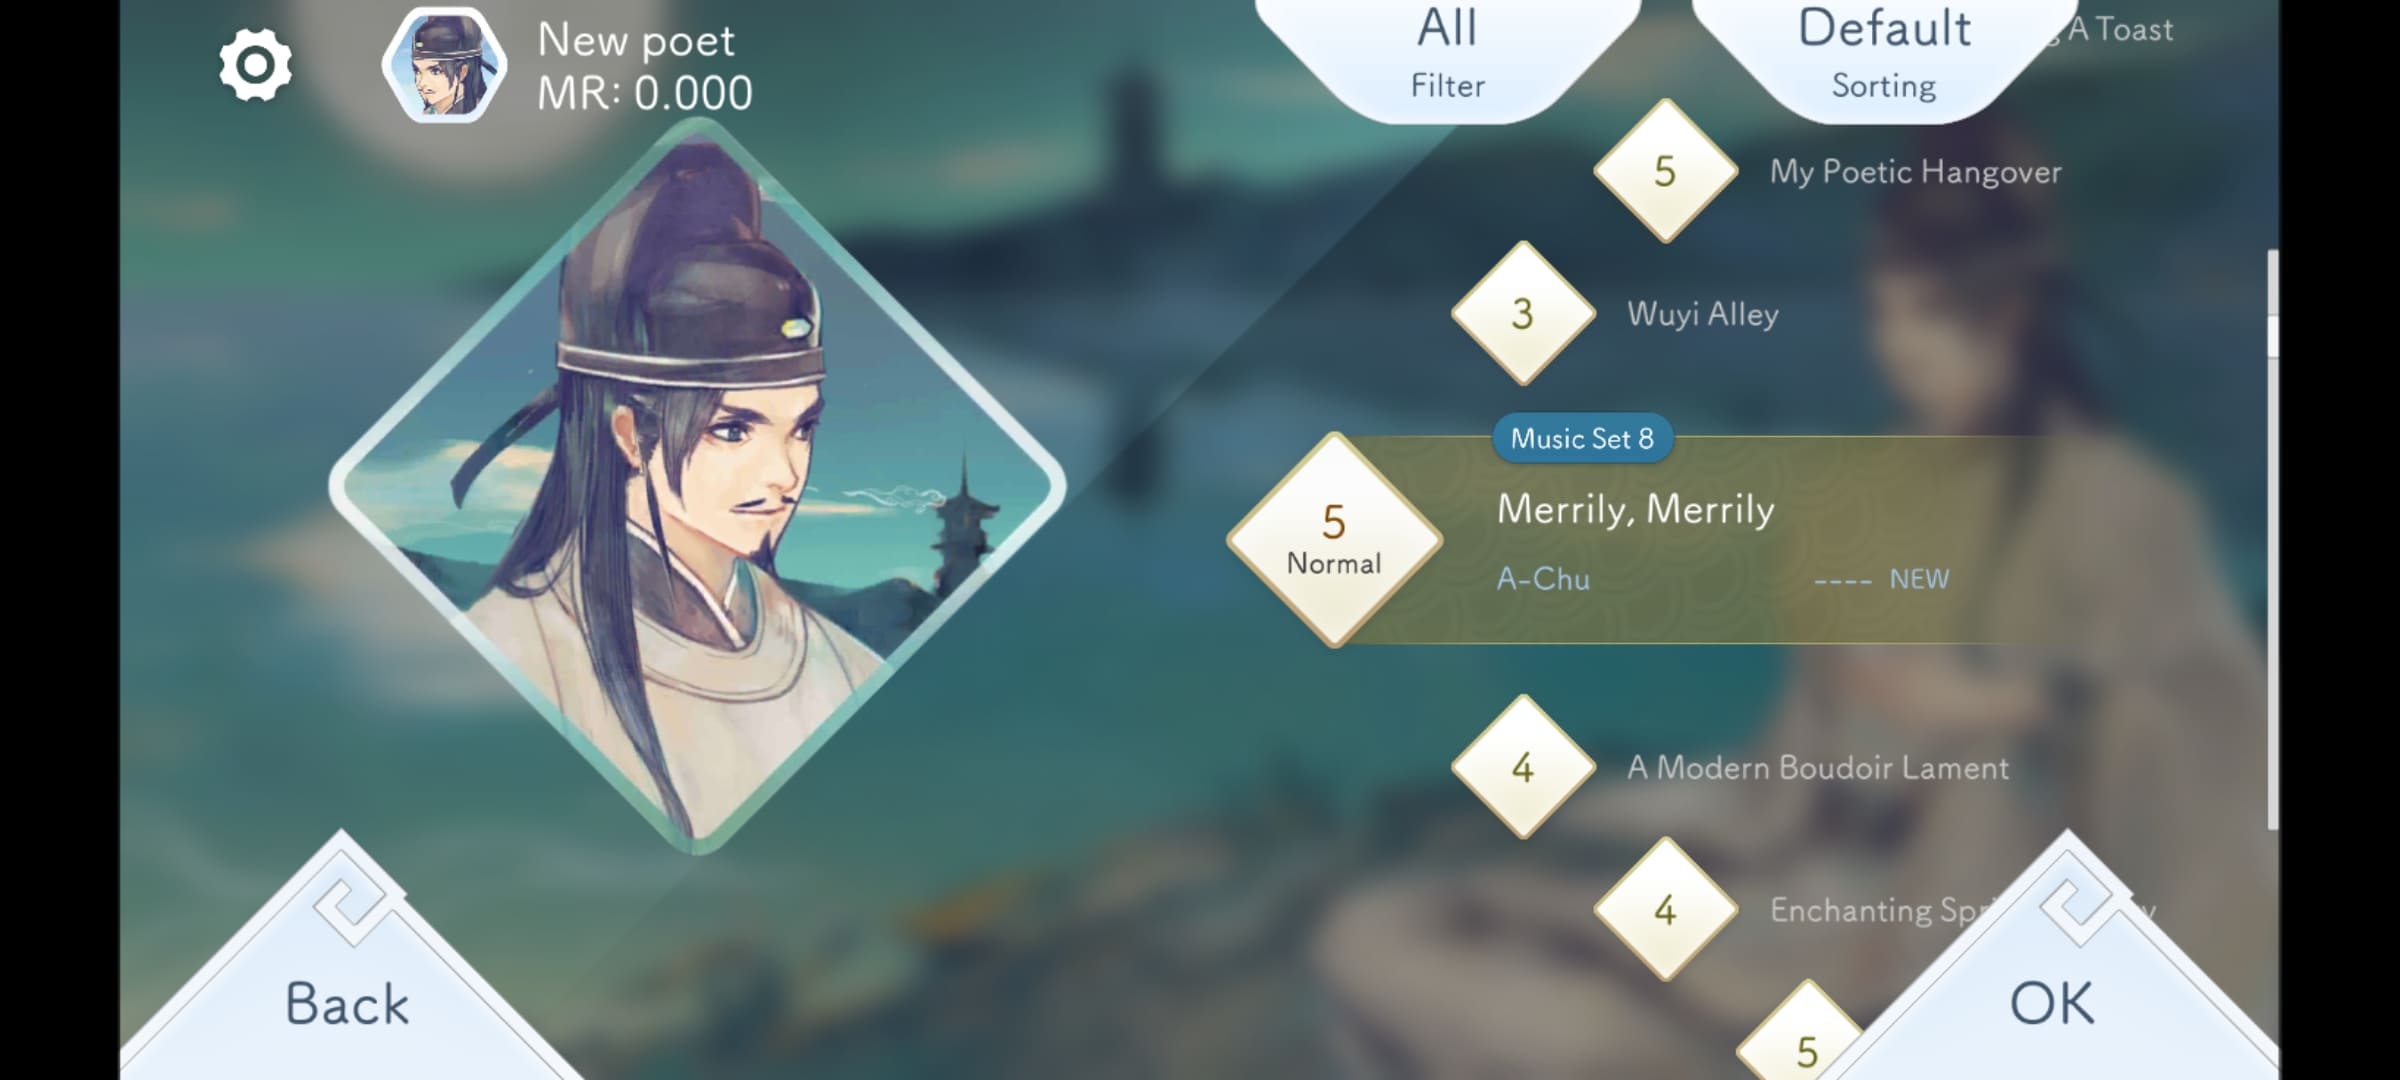 New poet
MR: 0.000
All
Filter
Default
Sorting
A Toast
5
My Poetic Hangover
3
Wuyi Alley
Music Set 8
5
Normal
Merrily, Merrily
A-Chu
---- NEW
4
A Modern Boudoir Lament
4
Enchanting
5
Back
OK